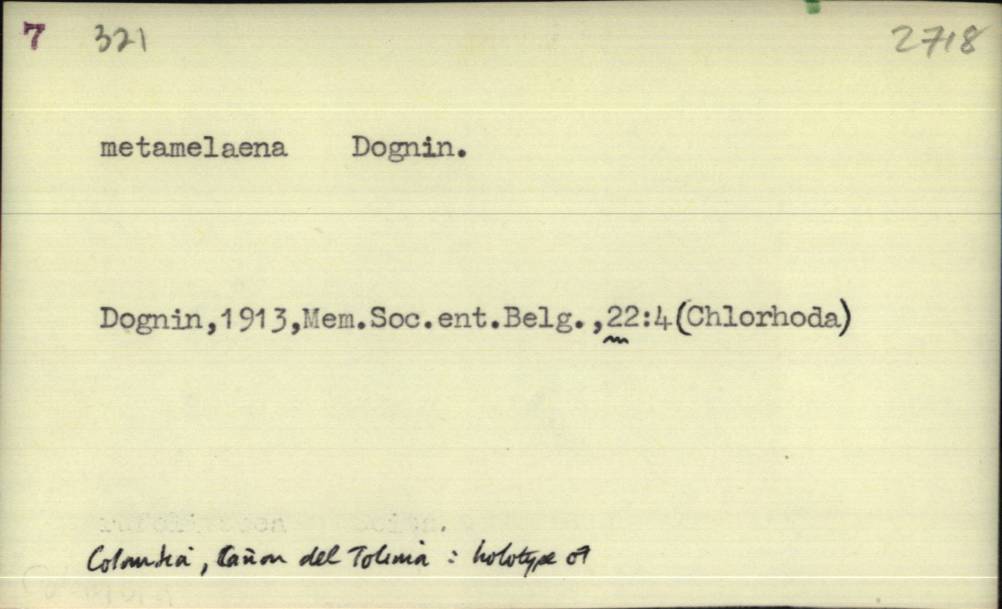 7 321 2718
metamelaena Dognin.
Dognin,1913,Mem.Soc.ent.Belg.,22:4(Chlorhoda)
Colombia, Cañon del Tolima : holotype ♂